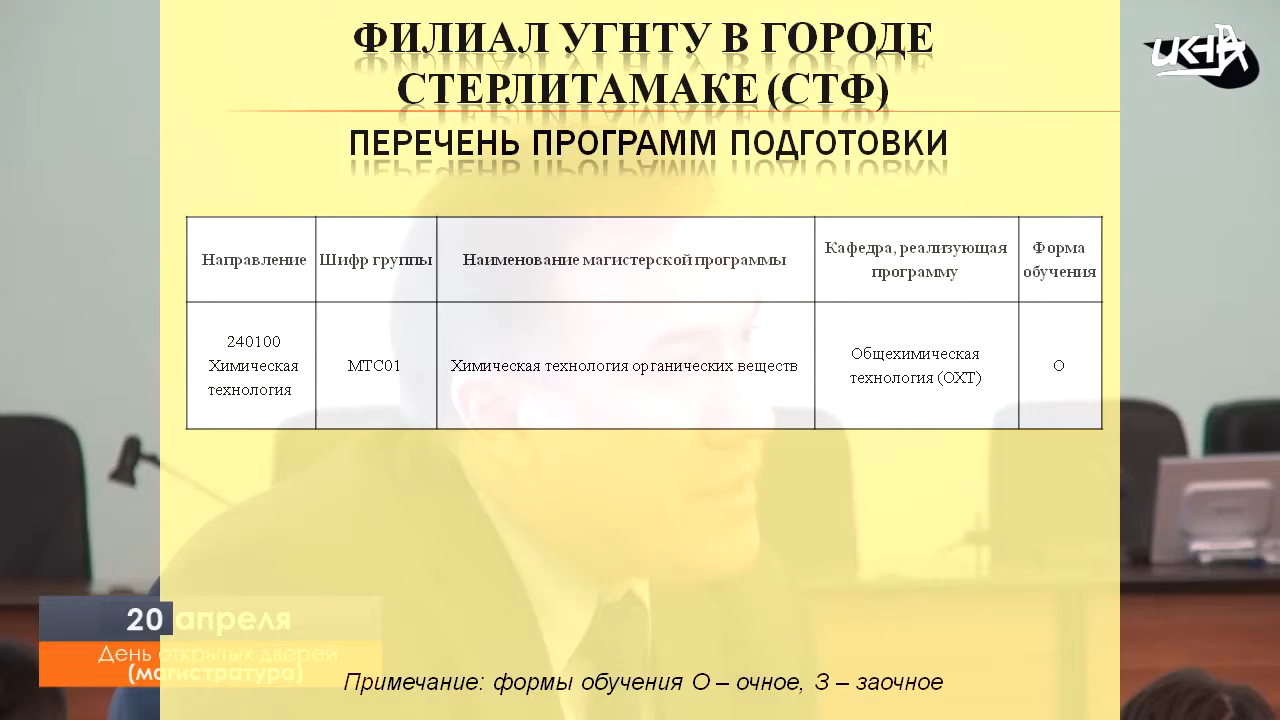 ФИЛИАЛ УГНТУ В ГОРОДЕ
СТЕРЛИТАМАКЕ (СТФ)
ПЕРЕЧЕНЬ ПРОГРАММ ПОДГОТОВКИ
Направление
Шифр группы
Наименование магистерской программы
Кафедра, реализующая
программу
Форма
обучения
240100
Химическая
технология
МТС01
Химическая технология органических веществ
Общехимическая
технология (ОХТ)
О
20 апреля
День открытых дверей
(магистратура)
Примечание: формы обучения О – очное, З – заочное